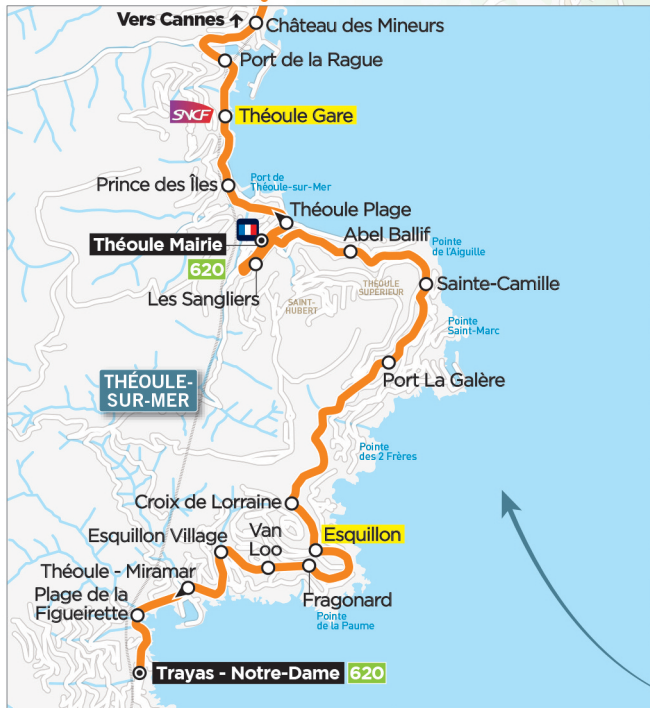 Vers Cannes ↑
Château des Mineurs
Port de la Rague
SNCF
Théoule Gare
Prince des Îles
Port de
Théoule-sur-Mer
Théoule Plage
Théoule Mairie
620
Abel Ballif
Pointe
de l'Aiguille
Les Sangliers
Sainte-Camille
SAINT-
HUBERT
THÉOULE
SUPÉRIEUR
Pointe
Saint-Marc
THÉOULE-
SUR-MER
Port La Galère
Pointe
des 2 Frères
Croix de Lorraine
Esquillon Village
Van
Loo
Esquillon
Théoule - Miramar
Plage de la
Figueirette
Fragonard
Pointe
de la Paume
Trayas - Notre-Dame 620